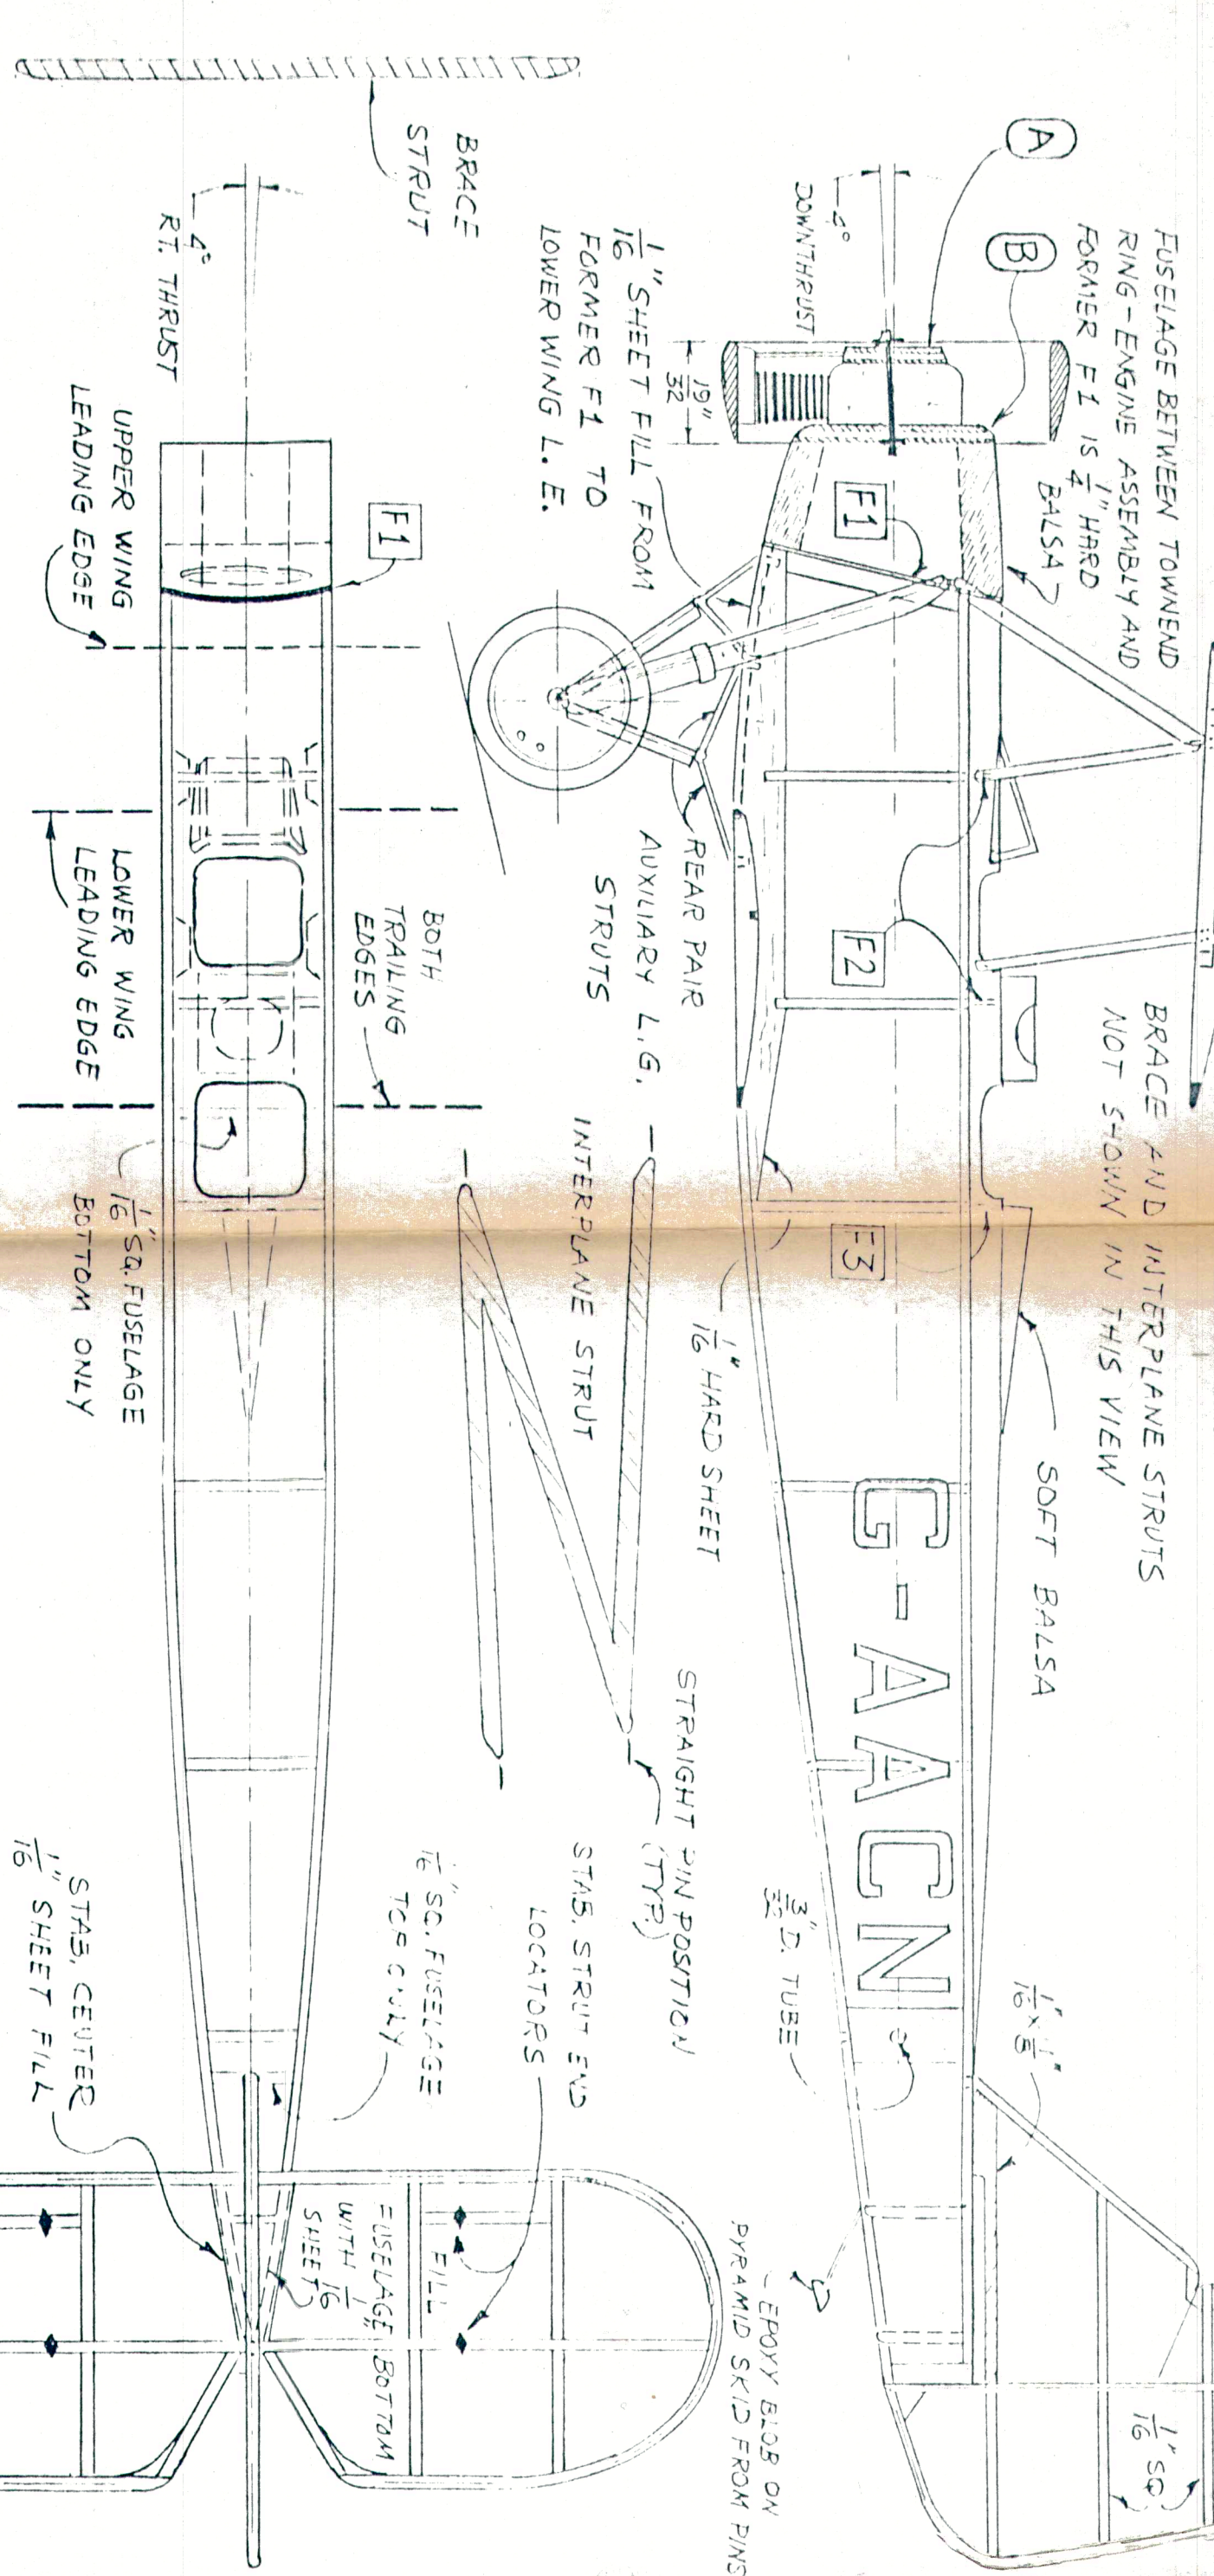 FUSELAGE BETWEEN TOWNEND
RING-ENGINE ASSEMBLY AND
FORMER F1 IS 1/4" HARD
BALSA
A
B
4°
DOWNTHRUST
19/32"
F1
F2
F3
BRACE AND INTERPLANE STRUTS
NOT SHOWN IN THIS VIEW
SOFT BALSA
G-AACN
1/16" x 1/8"
1/16" SQ
1/16" SHEET FILL FROM
FORMER F1 TO
LOWER WING L.E.
REAR PAIR
AUXILIARY L.G.
STRUTS
1/16" HARD SHEET
3/32" D. TUBE
- EPOXY BLOB ON
PYRAMID SKID FROM PINS
BRACE
STRUT
INTERPLANE STRUT
STRAIGHT PIN POSITION
(TYP.)
STAB. STRUT END
LOCATORS
4°
RT. THRUST
F1
UPPER WING
LEADING EDGE
LOWER WING
LEADING EDGE
BOTH
TRAILING
EDGES
1/16" SQ. FUSELAGE
BOTTOM ONLY
1/16" SQ. FUSELAGE
TOP ONLY
STAB. CENTER
1/16" SHEET FILL
FILL
FUSELAGE BOTTOM
WITH 1/16"
SHEET